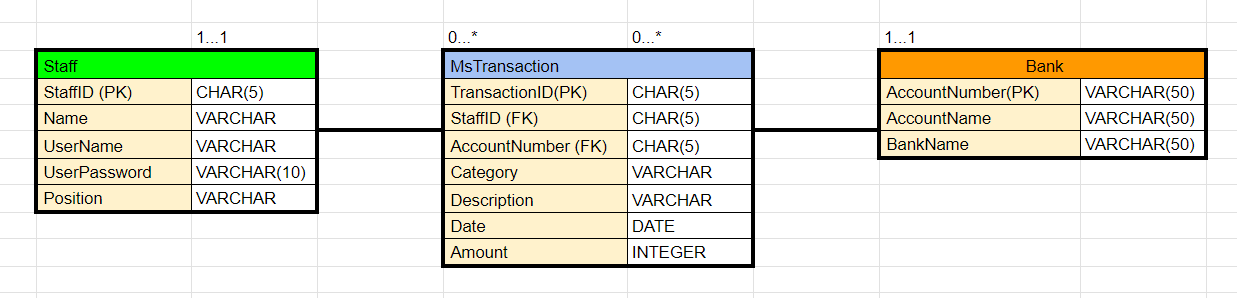 1...1 0...* 0...* 1...1
Staff
StaffID (PK) CHAR(5)
Name VARCHAR
UserName VARCHAR
UserPassword VARCHAR(10)
Position VARCHAR
MsTransaction
TransactionID(PK) CHAR(5)
StaffID (FK) CHAR(5)
AccountNumber (FK) CHAR(5)
Category VARCHAR
Description VARCHAR
Date DATE
Amount INTEGER
Bank
AccountNumber(PK) VARCHAR(50)
AccountName VARCHAR(50)
BankName VARCHAR(50)